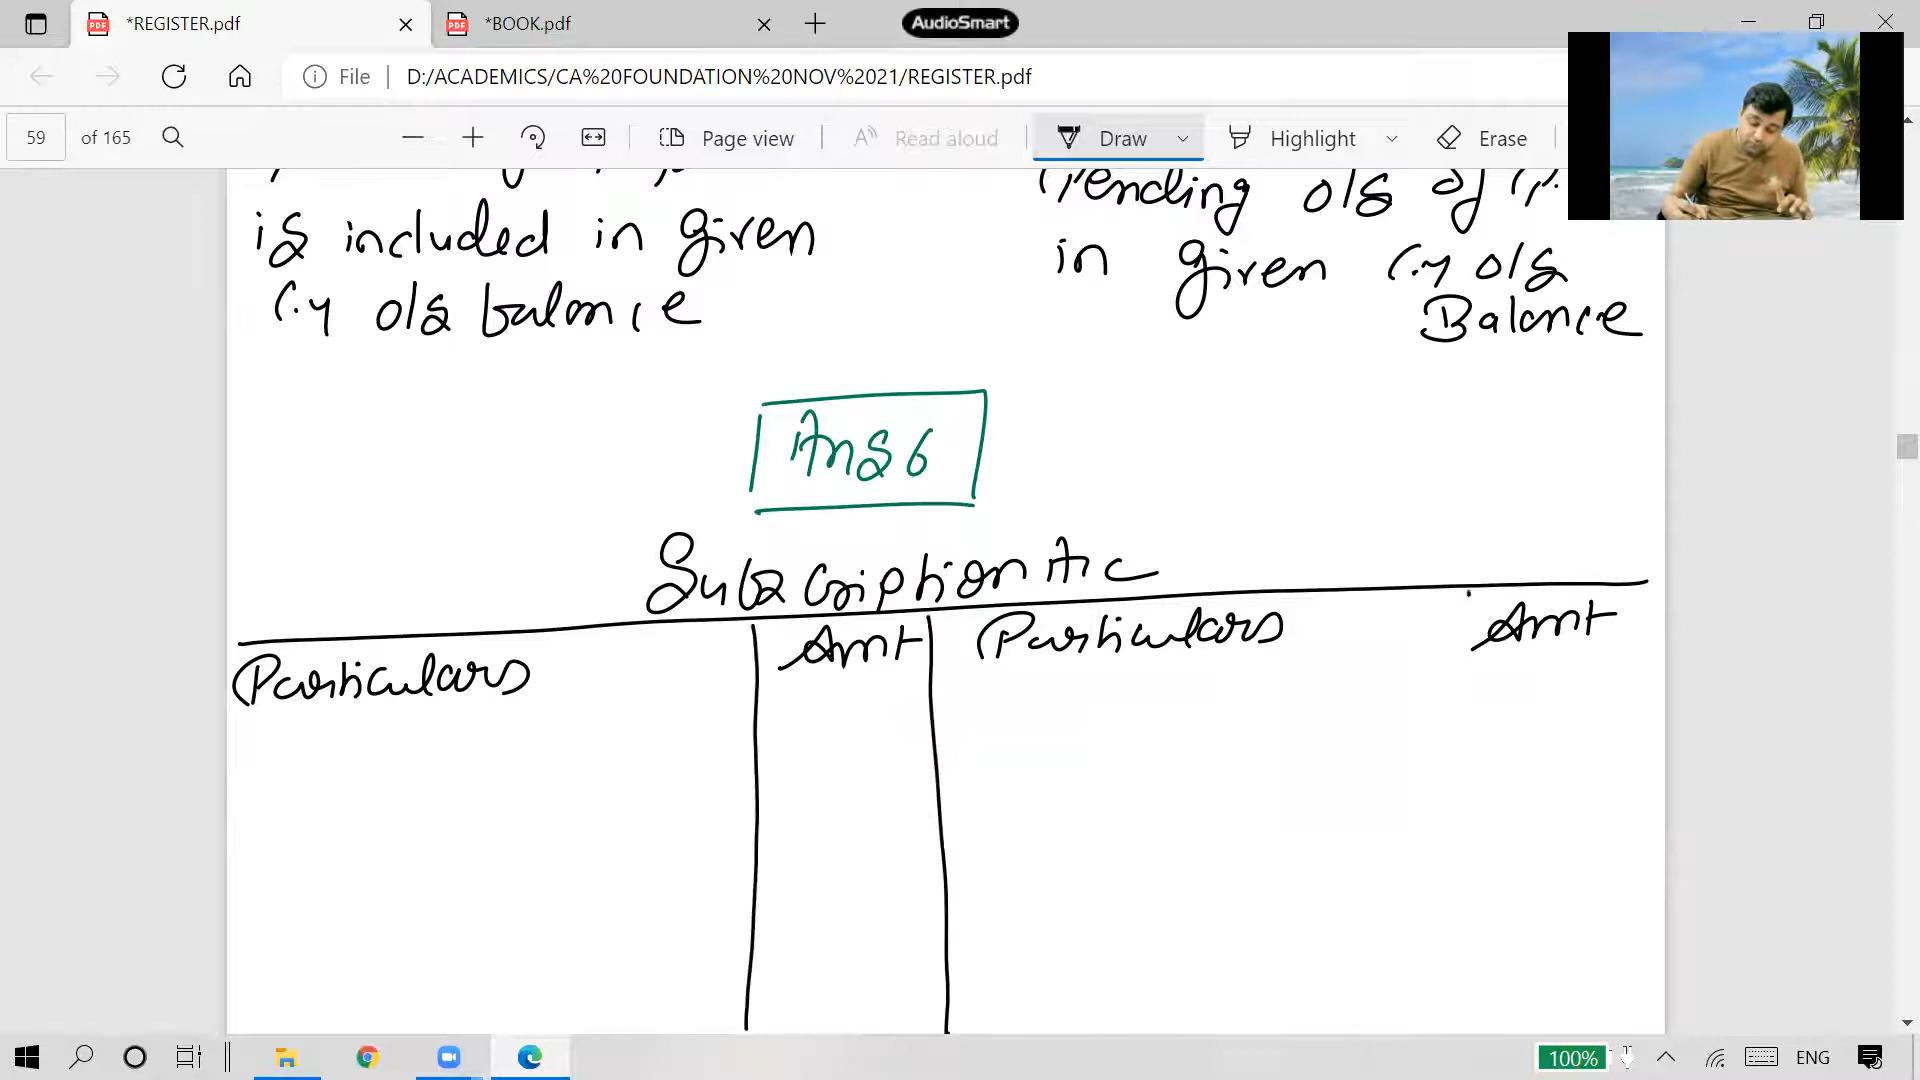 *REGISTER.pdf
*BOOK.pdf
AudioSmart
File
D:/ACADEMICS/CA%20FOUNDATION%20NOV%2021/REGISTER.pdf
59 of 165
Page view
Read aloud
Draw
Highlight
Erase
is included in given
C.y o/s balance
pending o/s of
in given C.y o/s
Balance
Ans 6
Subscription A/c
Particulars Amt Particulars Amt
100%
ENG